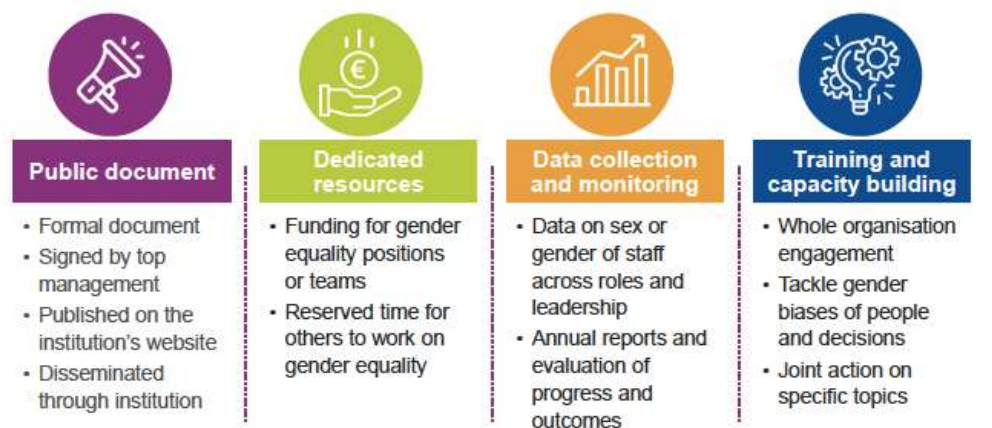 €
Public document
• Formal document
• Signed by top
management
• Published on the
institution's website
• Disseminated
through institution
Dedicated
resources
• Funding for gender
equality positions
or teams
• Reserved time for
others to work on
gender equality
Data collection
and monitoring
• Data on sex or
gender of staff
across roles and
leadership
• Annual reports and
evaluation of
progress and
outcomes
Training and
capacity building
• Whole organisation
engagement
• Tackle gender
biases of people
and decisions
• Joint action on
specific topics